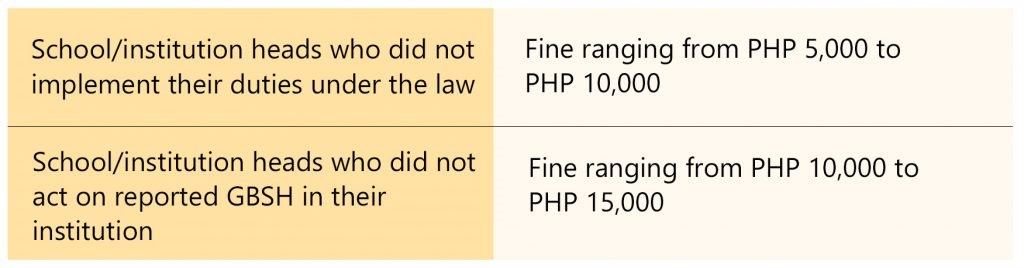 School/institution heads who did not
implement their duties under the law
Fine ranging from PHP 5,000 to
PHP 10,000
School/institution heads who did not
act on reported GBSH in their
institution
Fine ranging from PHP 10,000 to
PHP 15,000